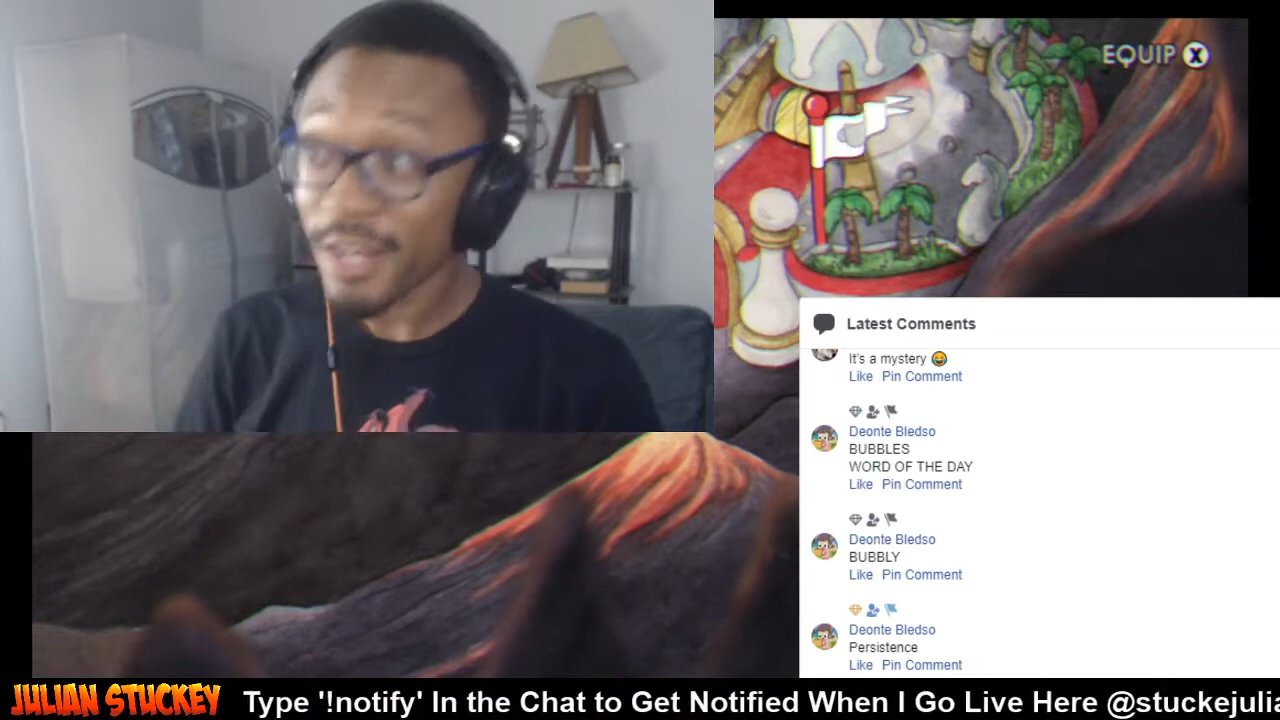 EQUIP X
Latest Comments
It's a mystery 😂
Like Pin Comment
Deonte Bledso
BUBBLES
WORD OF THE DAY
Like Pin Comment
Deonte Bledso
BUBBLY
Like Pin Comment
Deonte Bledso
Persistence
Like Pin Comment
JULIAN STUCKEY Type '!notify' In the Chat to Get Notified When I Go Live Here @stuckejulia